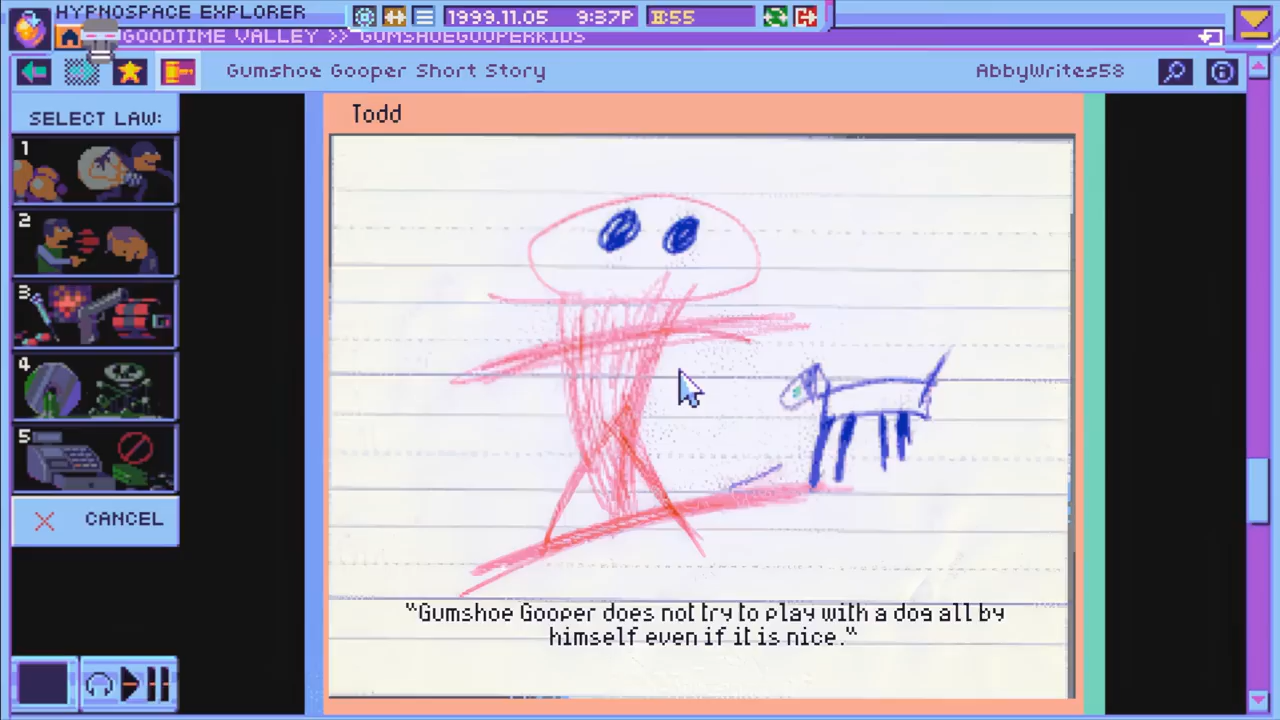 HYPNOSPACE EXPLORER
1999.11.05 9:37P
55
GOODTIME VALLEY >> GUMSHOEGOOPERKIDS
Gumshoe Gooper Short Story
AbbyWrites58
SELECT LAW:
1
2
3
4
5
CANCEL
Todd
"Gumshoe Gooper does not try to play with a dog all by
himself even if it is nice."